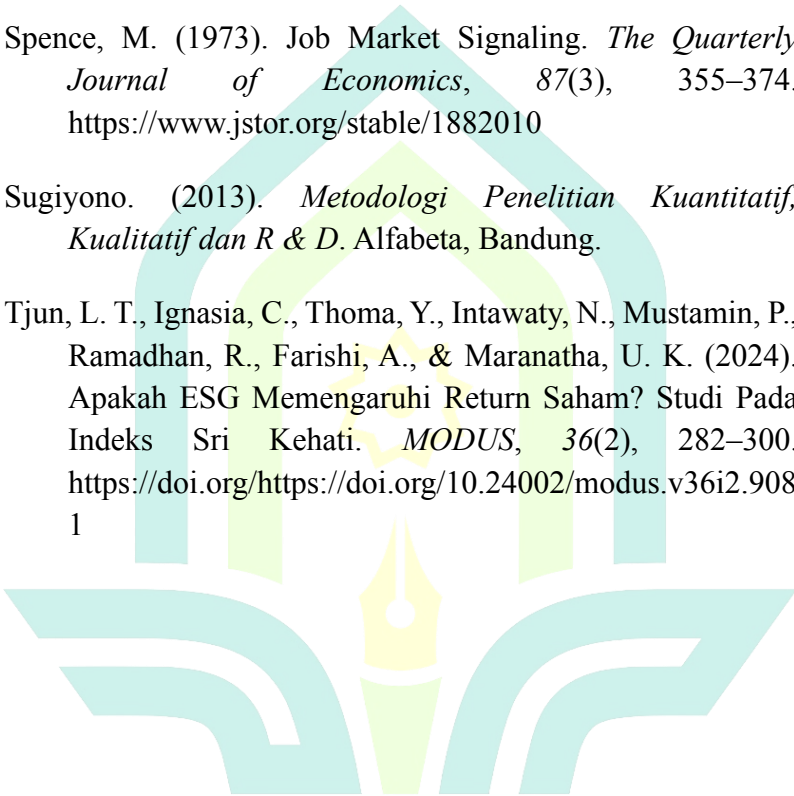 Spence, M. (1973). Job Market Signaling. The Quarterly
Journal of Economics, 87(3), 355–374.
https://www.jstor.org/stable/1882010
Sugiyono. (2013). Metodologi Penelitian Kuantitatif,
Kualitatif dan R & D. Alfabeta, Bandung.
Tjun, L. T., Ignasia, C., Thoma, Y., Intawaty, N., Mustamin, P.,
Ramadhan, R., Farishi, A., & Maranatha, U. K. (2024).
Apakah ESG Memengaruhi Return Saham? Studi Pada
Indeks Sri Kehati. MODUS, 36(2), 282–300.
https://doi.org/https://doi.org/10.24002/modus.v36i2.908
1